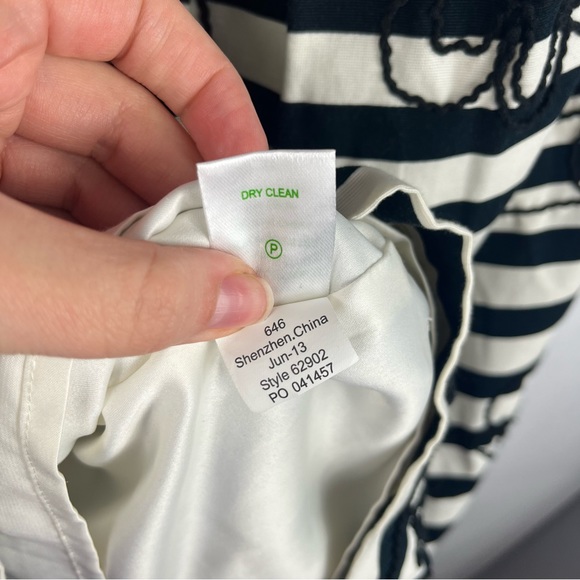 DRY CLEAN
P
646
Shenzhen,China
Jun-13
Style 62902
PO 041457